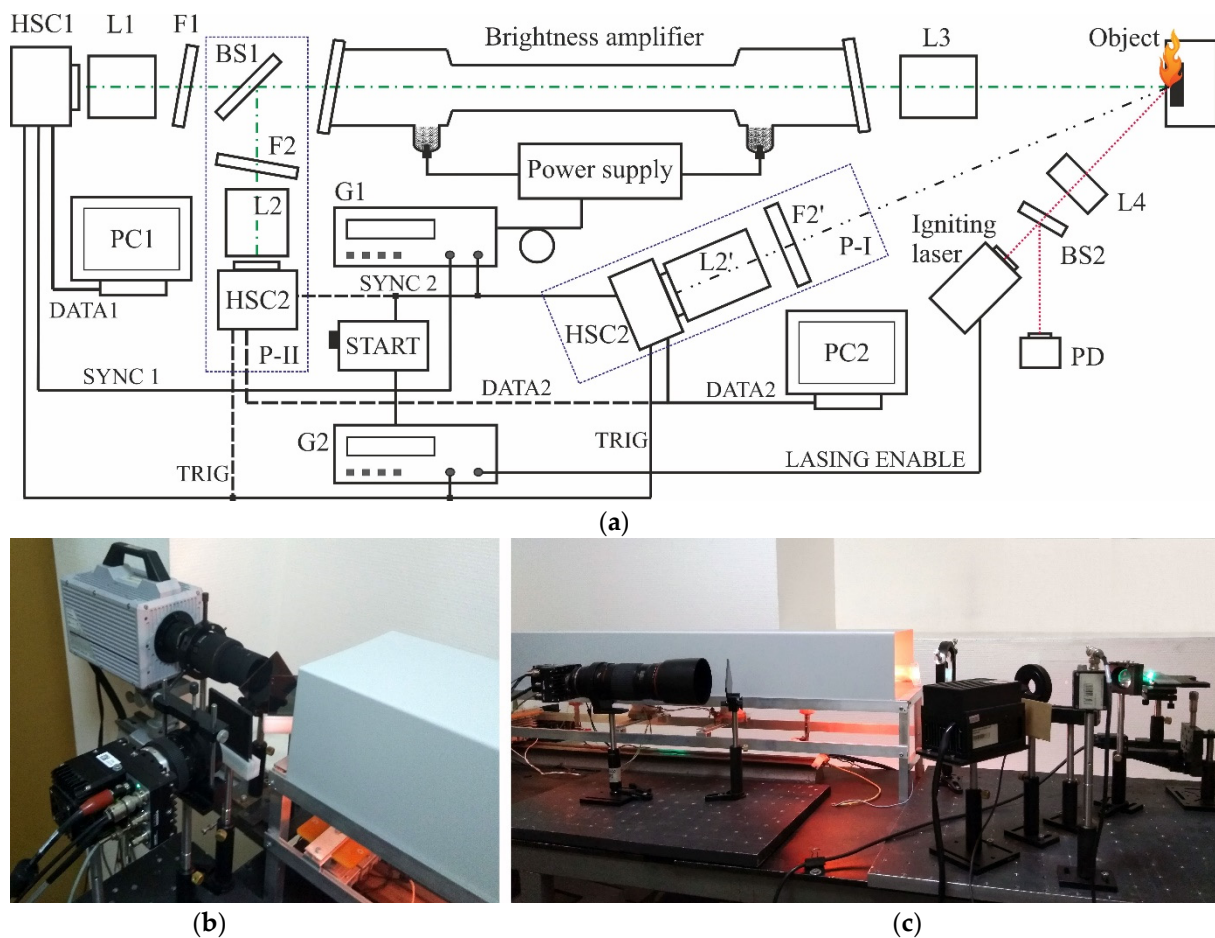 HSC1
L1
F1
BS1
Brightness amplifier
L3
Object
F2
Power supply
G1
L2
PC1
F2'
L4
P-I
Igniting
laser
BS2
L2'
SYNC 2
DATA1
HSC2
HSC2
START
PC2
P-II
PD
SYNC 1
DATA2
DATA2
G2
TRIG
TRIG
LASING ENABLE
(a)
(b)
(c)